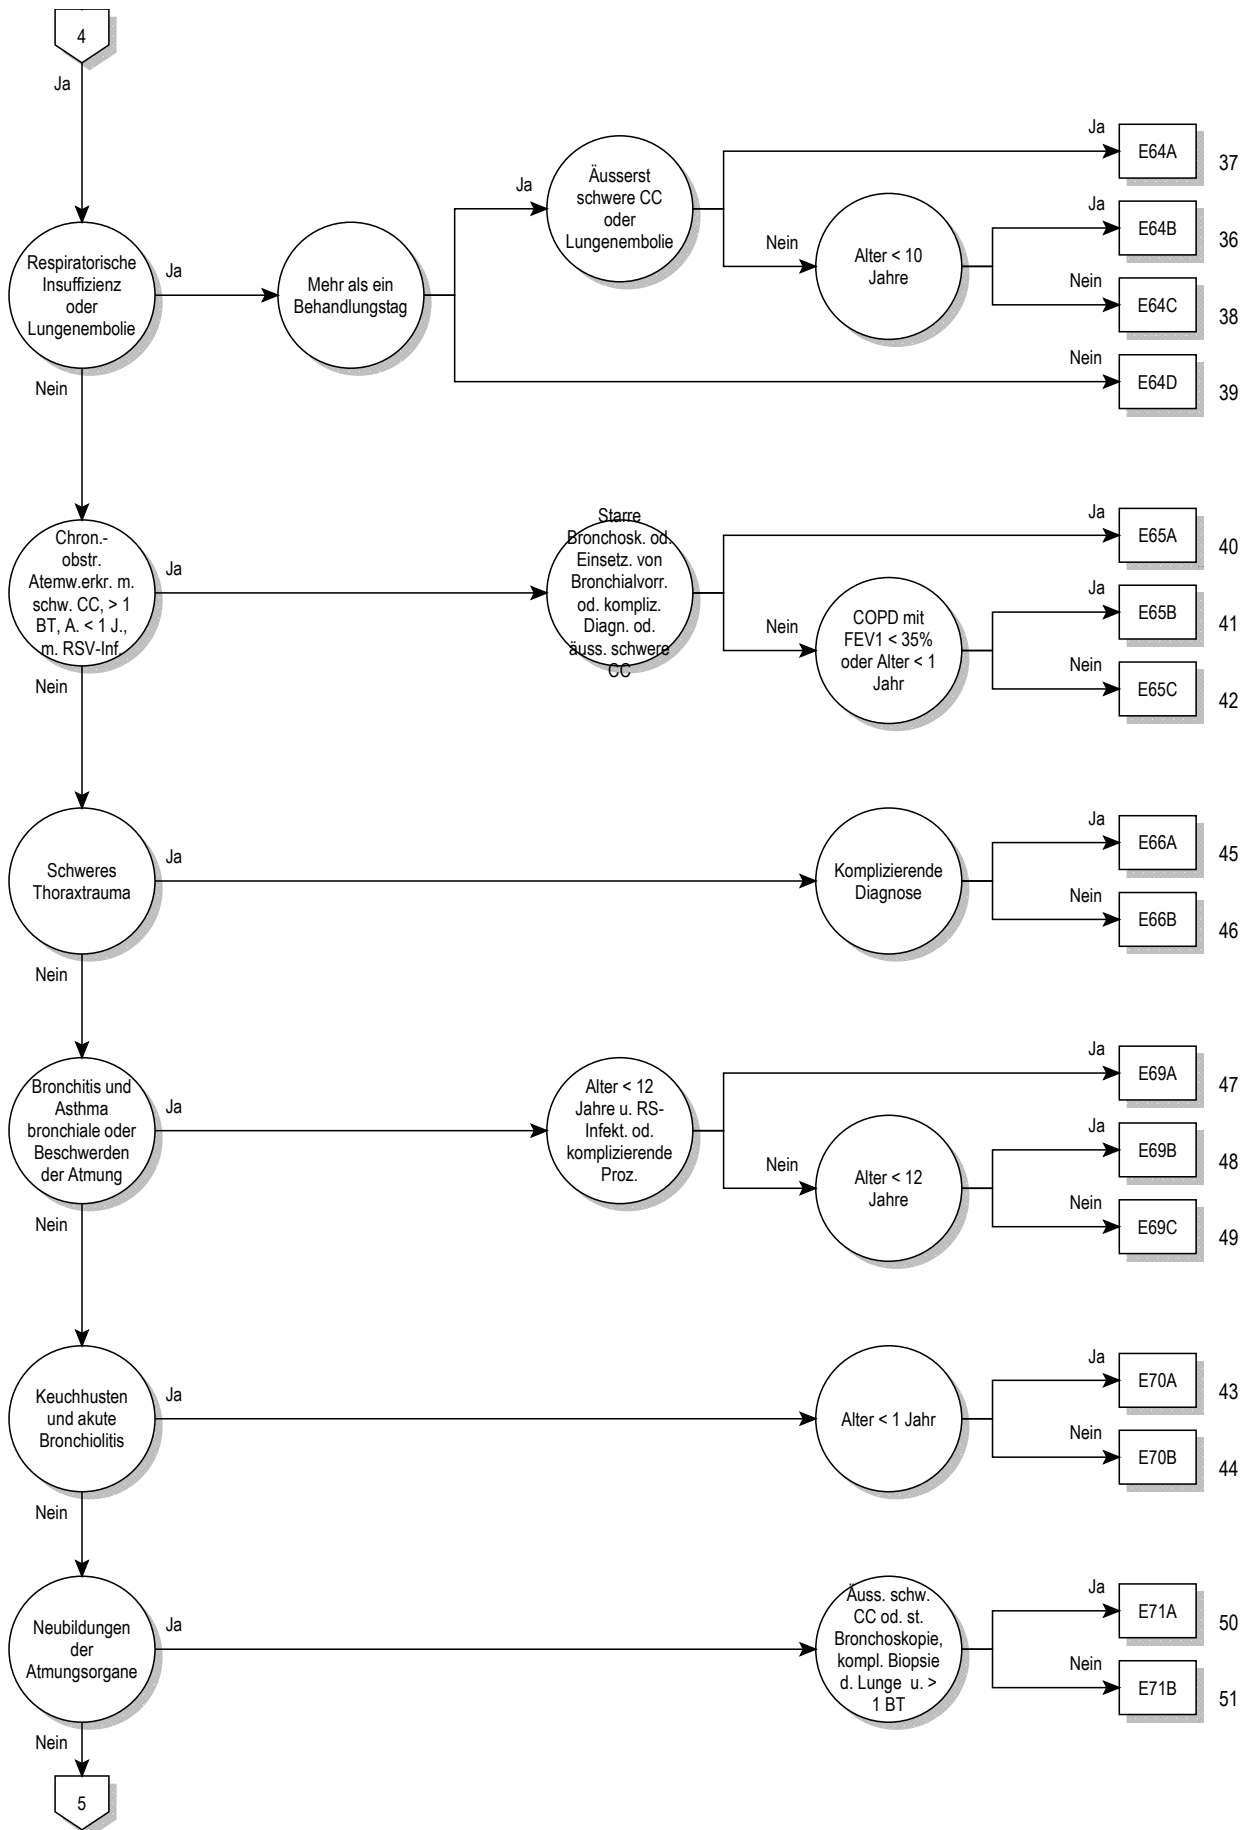 4
Ja
Respiratorische
Insuffizienz
oder
Lungenembolie
Ja
Mehr als ein
Behandlungstag
Ja
Äusserst
schwere CC
oder
Lungenembolie
Ja
E64A
37
Nein
Alter < 10
Jahre
Ja
E64B
36
Nein
E64C
38
Nein
E64D
39
Nein
Chron.-
obstr.
Atemw.erkr. m.
schw. CC, > 1
BT, A. < 1 J.,
m. RSV-Inf.
Ja
Starre
Bronchosk. od.
Einsetz. von
Bronchialvorr.
od. kompliz.
Diagn. od.
äuss. schwere
CC
Ja
E65A
40
Nein
COPD mit
FEV1 < 35%
oder Alter < 1
Jahr
Ja
E65B
41
Nein
E65C
42
Nein
Schweres
Thoraxtrauma
Ja
Komplizierende
Diagnose
Ja
E66A
45
Nein
E66B
46
Nein
Bronchitis und
Asthma
bronchiale oder
Beschwerden
der Atmung
Ja
Alter < 12
Jahre u. RS-
Infekt. od.
komplizierende
Proz.
Ja
E69A
47
Nein
Alter < 12
Jahre
Ja
E69B
48
Nein
E69C
49
Nein
Keuchhusten
und akute
Bronchiolitis
Ja
Alter < 1 Jahr
Ja
E70A
43
Nein
E70B
44
Nein
Neubildungen
der
Atmungsorgane
Ja
Äuss. schw.
CC od. st.
Bronchoskopie,
kompl. Biopsie
d. Lunge u. >
1 BT
Ja
E71A
50
Nein
E71B
51
Nein
5